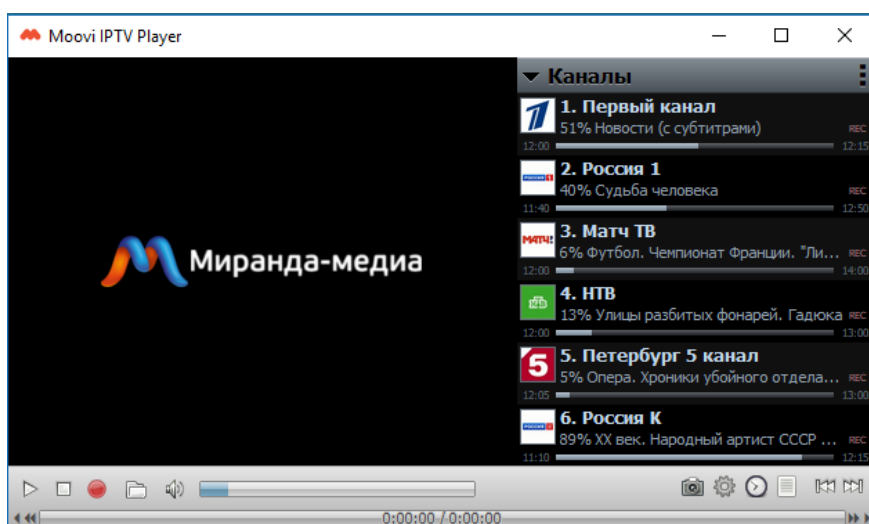 Moovi IPTV Player
Миранда-медиа
Каналы
1. Первый канал
51% Новости (с субтитрами)
REC
12:00
12:15
РОССИЯ 1
2. Россия 1
40% Судьба человека
REC
11:40
12:50
МАТЧ!
3. Матч ТВ
6% Футбол. Чемпионат Франции. "Ли...
REC
12:00
14:00
4. НТВ
13% Улицы разбитых фонарей. Гадюка
REC
12:00
13:00
5
5. Петербург 5 канал
5% Опера. Хроники убойного отдела...
REC
12:05
13:00
6. Россия К
89% XX век. Народный артист СССР ...
REC
11:10
12:15
0:00:00 / 0:00:00